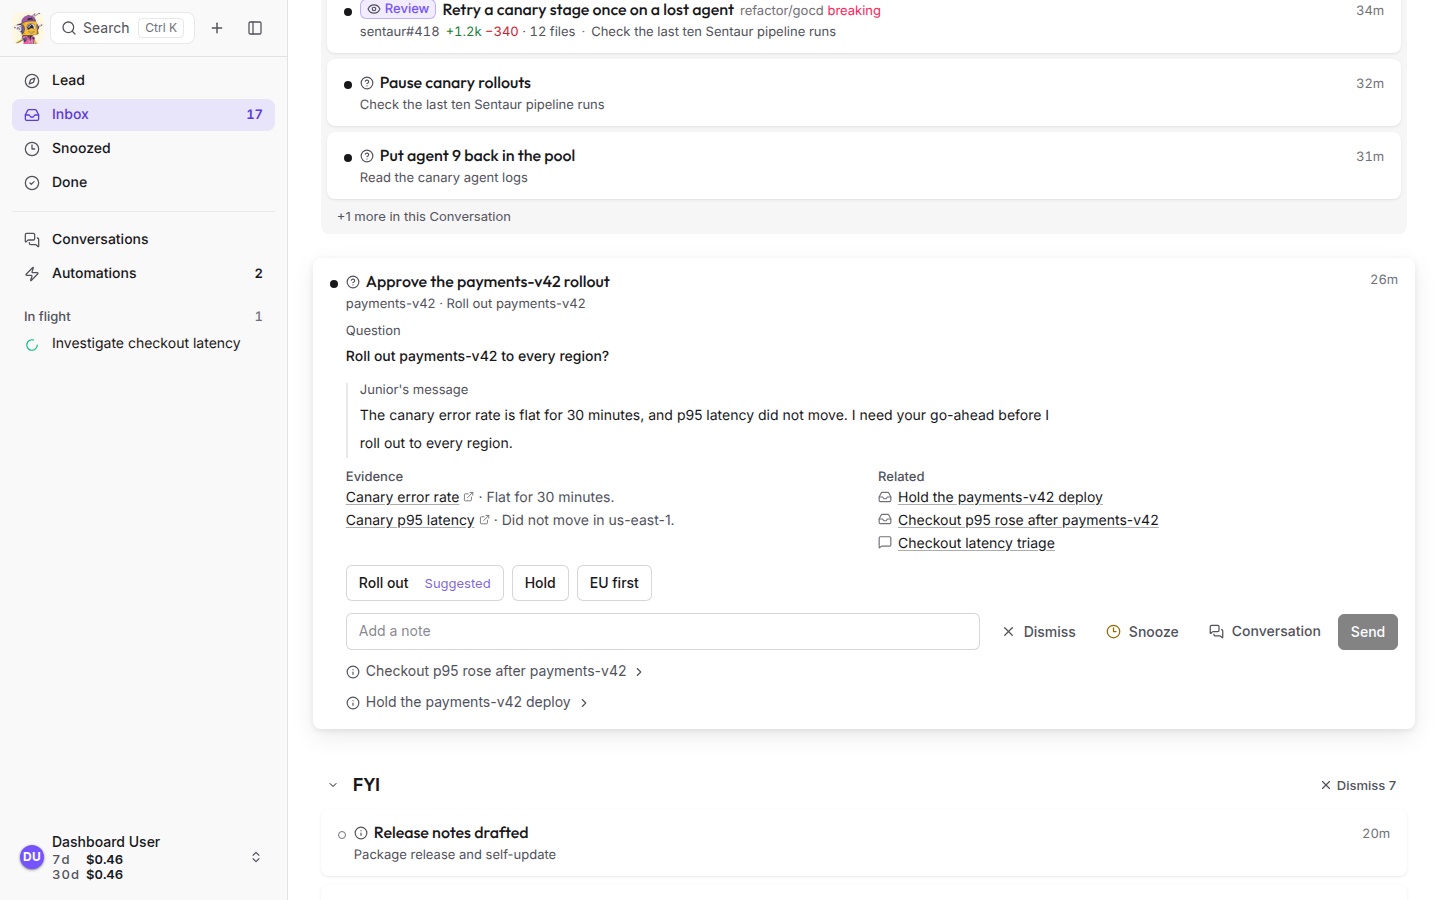 Search Ctrl K
Lead
Inbox 17
Snoozed
Done
Conversations
Automations 2
In flight 1
Investigate checkout latency
Dashboard User
DU
7d $0.46
30d $0.46
Review Retry a canary stage once on a lost agent refactor/gocd breaking 34m
sentaur#418 +1.2k −340 · 12 files · Check the last ten Sentaur pipeline runs
Pause canary rollouts 32m
Check the last ten Sentaur pipeline runs
Put agent 9 back in the pool 31m
Read the canary agent logs
+1 more in this Conversation
Approve the payments-v42 rollout 26m
payments-v42 · Roll out payments-v42
Question
Roll out payments-v42 to every region?
Junior's message
The canary error rate is flat for 30 minutes, and p95 latency did not move. I need your go-ahead before I
roll out to every region.
Evidence
Canary error rate · Flat for 30 minutes.
Canary p95 latency · Did not move in us-east-1.
Related
Hold the payments-v42 deploy
Checkout p95 rose after payments-v42
Checkout latency triage
Roll out Suggested Hold EU first
Add a note Dismiss Snooze Conversation Send
Checkout p95 rose after payments-v42
Hold the payments-v42 deploy
FYI Dismiss 7
Release notes drafted 20m
Package release and self-update